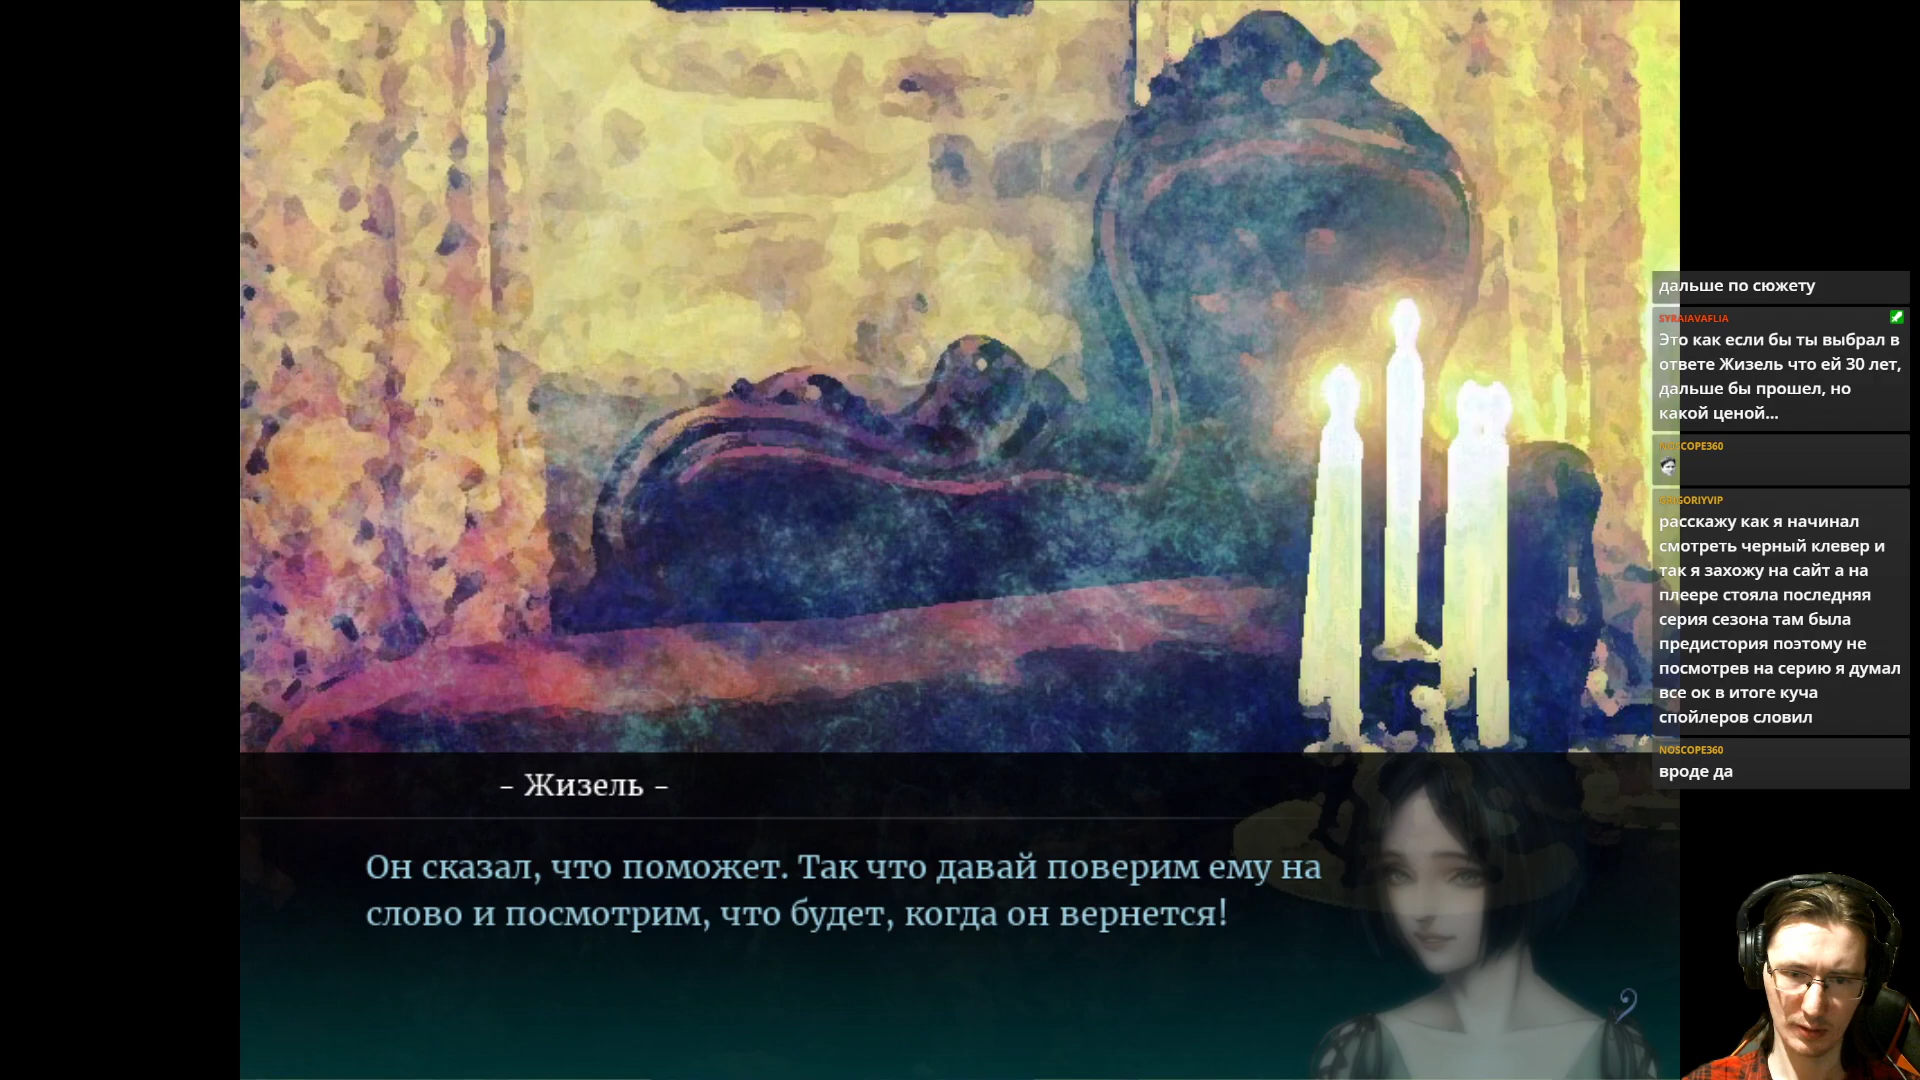 – Жизель –
Он сказал, что поможет. Так что давай поверим ему на
слово и посмотрим, что будет, когда он вернется!
дальше по сюжету
SYRAIAVAFLIA
Это как если бы ты выбрал в
ответе Жизель что ей 30 лет,
дальше бы прошел, но
какой ценой...
NOSCOPE360
GRIGORIYVIP
расскажу как я начинал
смотреть черный клевер и
так я захожу на сайт а на
плеере стояла последняя
серия сезона там была
предистория поэтому не
посмотрев на серию я думал
все ок в итоге куча
спойлеров словил
NOSCOPE360
вроде да